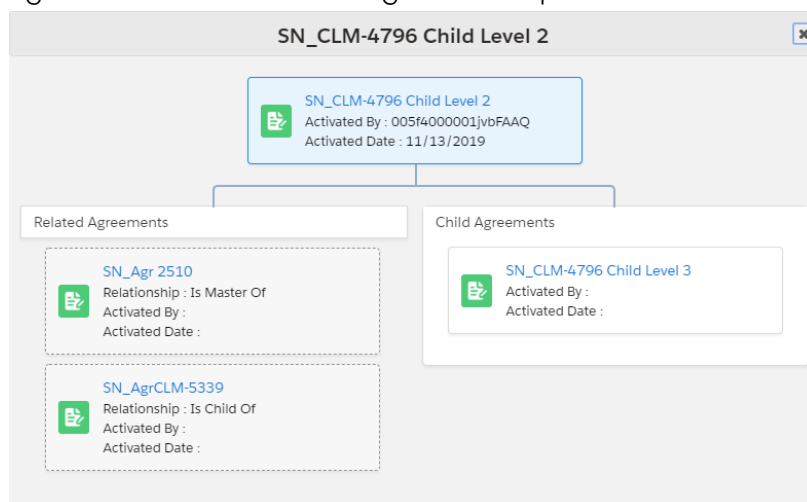 SN_CLM-4796 Child Level 2
SN_CLM-4796 Child Level 2
Activated By : 005f4000001jvbFAAQ
Activated Date : 11/13/2019
Related Agreements
SN_Agr 2510
Relationship : Is Master Of
Activated By :
Activated Date :
SN_AgrCLM-5339
Relationship : Is Child Of
Activated By :
Activated Date :
Child Agreements
SN_CLM-4796 Child Level 3
Activated By :
Activated Date :